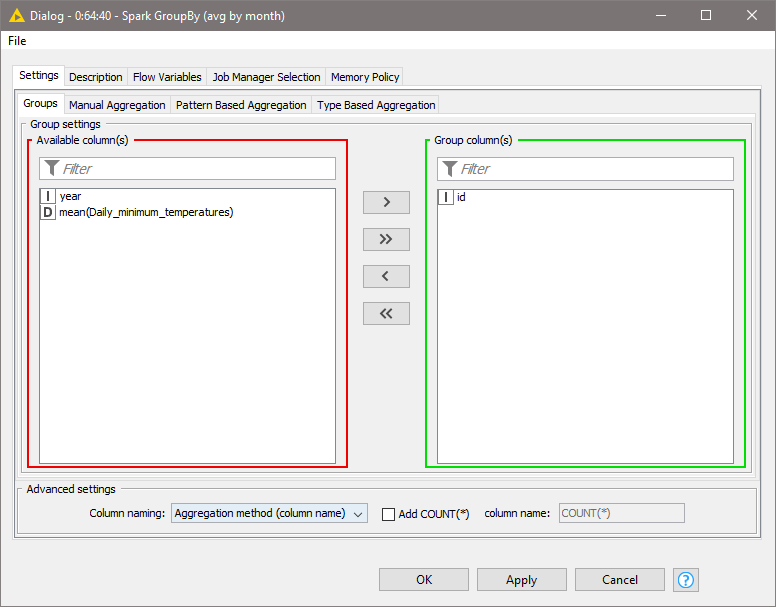 Dialog - 0:64:40 - Spark GroupBy (avg by month)
File
Settings Description Flow Variables Job Manager Selection Memory Policy
Groups Manual Aggregation Pattern Based Aggregation Type Based Aggregation
Group settings
Available column(s)
Filter
I year
D mean(Daily_minimum_temperatures)
>
>>
<
<<
Group column(s)
Filter
I id
Advanced settings
Column naming: Aggregation method (column name) Add COUNT(*) column name: COUNT(*)
OK Apply Cancel ?